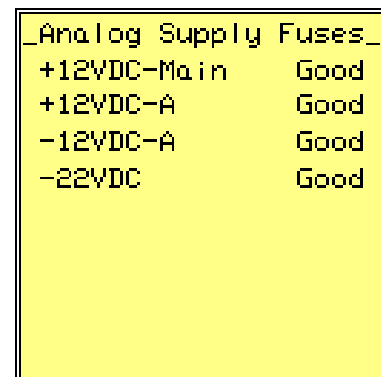 _Analog Supply Fuses_
+12VDC-Main Good
+12VDC-A Good
-12VDC-A Good
-22VDC Good